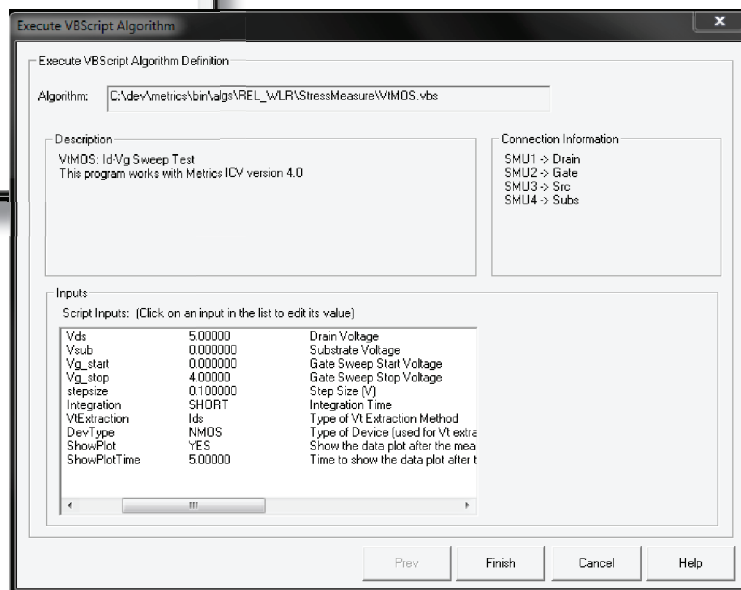 Execute VBScript Algorithm
x
Execute VBScript Algorithm Definition
Algorithm: C:\dev\metrics\bin\algs\REL_WLR\StressMeasure\VtMOS.vbs
Description
VtMOS: Id-Vg Sweep Test
This program works with Metrics ICV version 4.0
Connection Information
SMU1 -> Drain
SMU2 -> Gate
SMU3 -> Src
SMU4 -> Subs
Inputs
Script Inputs: (Click on an input in the list to edit its value)
Vds 5.00000 Drain Voltage
Vsub 0.000000 Substrate Voltage
Vg_start 0.000000 Gate Sweep Start Voltage
Vg_stop 4.00000 Gate Sweep Stop Voltage
stepsize 0.100000 Step Size (V)
Integration SHORT Integration Time
VtExtraction Ids Type of Vt Extraction Method
DevType NMOS Type of Device (used for Vt extra
ShowPlot YES Show the data plot after the mea
ShowPlotTime 5.00000 Time to show the data plot after t
Prev Finish Cancel Help